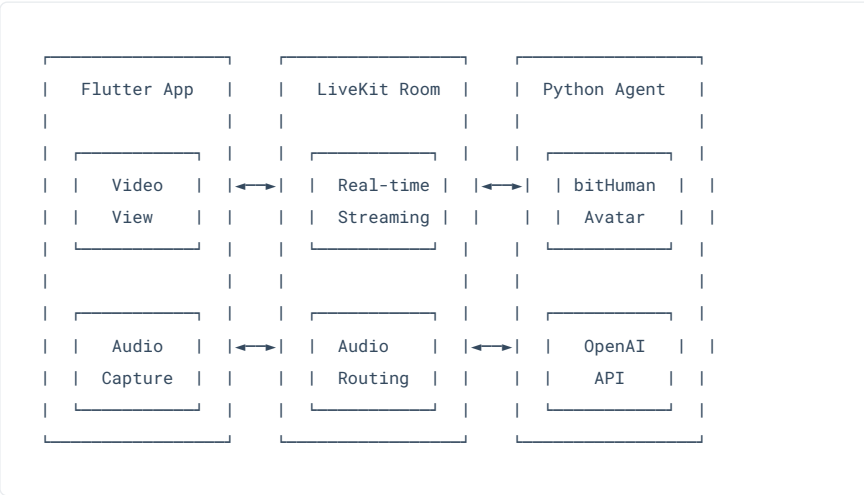 Flutter App LiveKit Room Python Agent
Video Real-time bitHuman
View Streaming Avatar
Audio Audio OpenAI
Capture Routing API